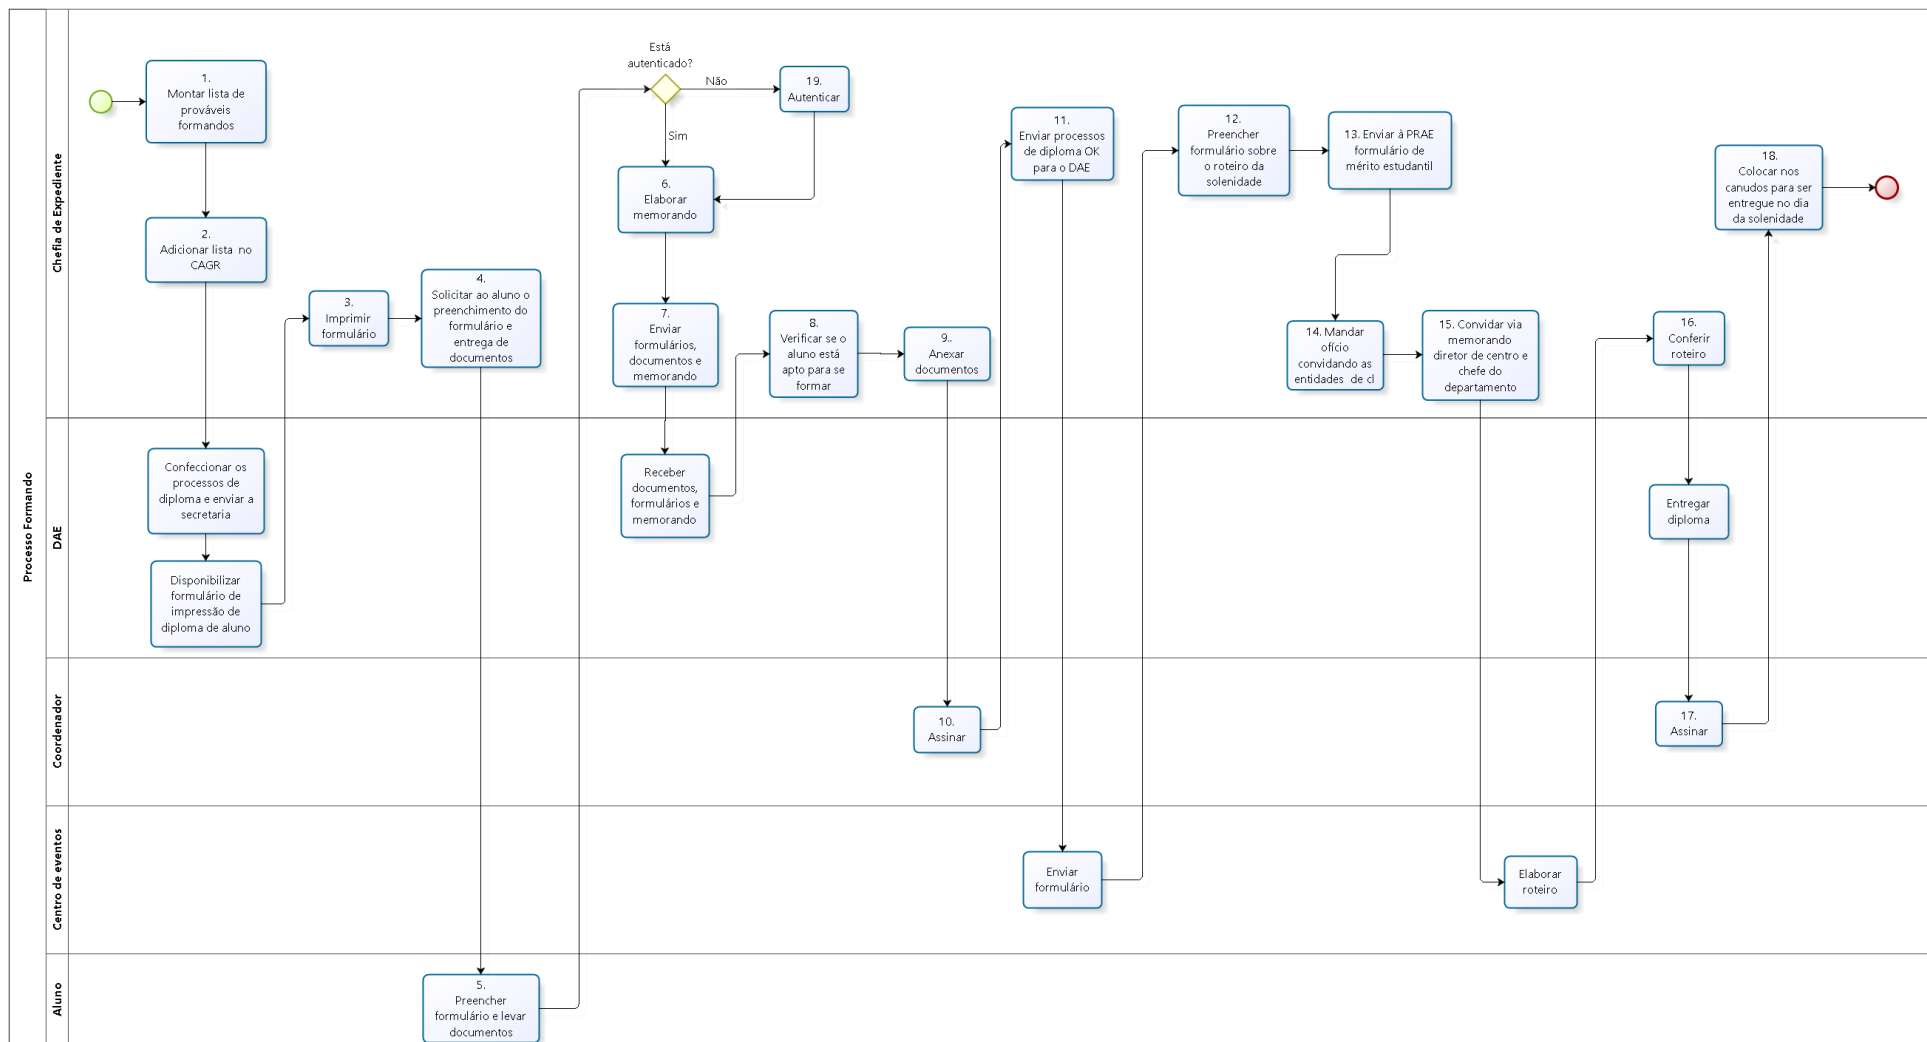 Processo Formando
Chefia de Expediente
1.
Montar lista de
prováveis
formandos
2.
Adicionar lista no
CAGR
3.
Imprimir
formulário
4.
Solicitar ao aluno o
preenchimento do
formulário e
entrega de
documentos
Está
autenticado?
Não
Sim
19.
Autenticar
6.
Elaborar
memorando
7.
Enviar
formulários,
documentos e
memorando
8.
Verificar se o
aluno está
apto para se
formar
9..
Anexar
documentos
11.
Enviar processos
de diploma OK
para o DAE
12.
Preencher
formulário sobre
o roteiro da
solenidade
13. Enviar à PRAE
formulário de
mérito estudantil
14. Mandar
ofício
convidando as
entidades de cl
15. Convidar via
memorando
diretor de centro e
chefe do
departamento
16.
Conferir
roteiro
18.
Colocar nos
canudos para ser
entregue no dia
da solenidade
DAE
Confeccionar os
processos de
diploma e enviar a
secretaria
Disponibilizar
formulário de
impressão de
diploma de aluno
Receber
documentos,
formulários e
memorando
Entregar
diploma
Coordenador
10.
Assinar
17.
Assinar
Centro de eventos
Enviar
formulário
Elaborar
roteiro
Aluno
5.
Preencher
formulário e levar
documentos